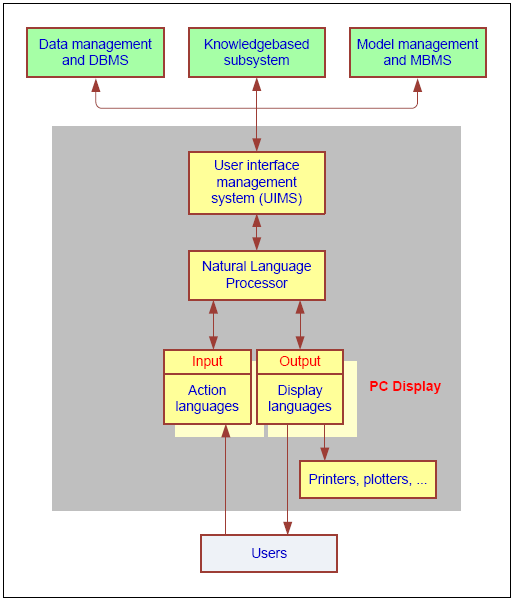 Data management
and DBMS
Knowledgebased
subsystem
Model management
and MBMS
User interface
management
system (UIMS)
Natural Language
Processor
Input
Action
languages
Output
Display
languages
PC Display
Printers, plotters, ...
Users